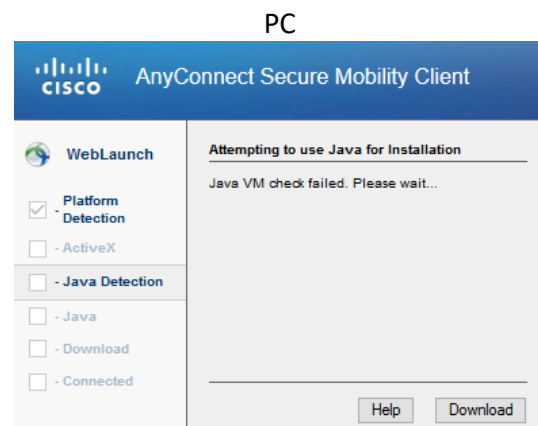 PC
CISCO
AnyConnect Secure Mobility Client
WebLaunch
- Platform
Detection
- ActiveX
- Java Detection
- Java
- Download
- Connected
Attempting to use Java for Installation
Java VM check failed. Please wait...
Help
Download